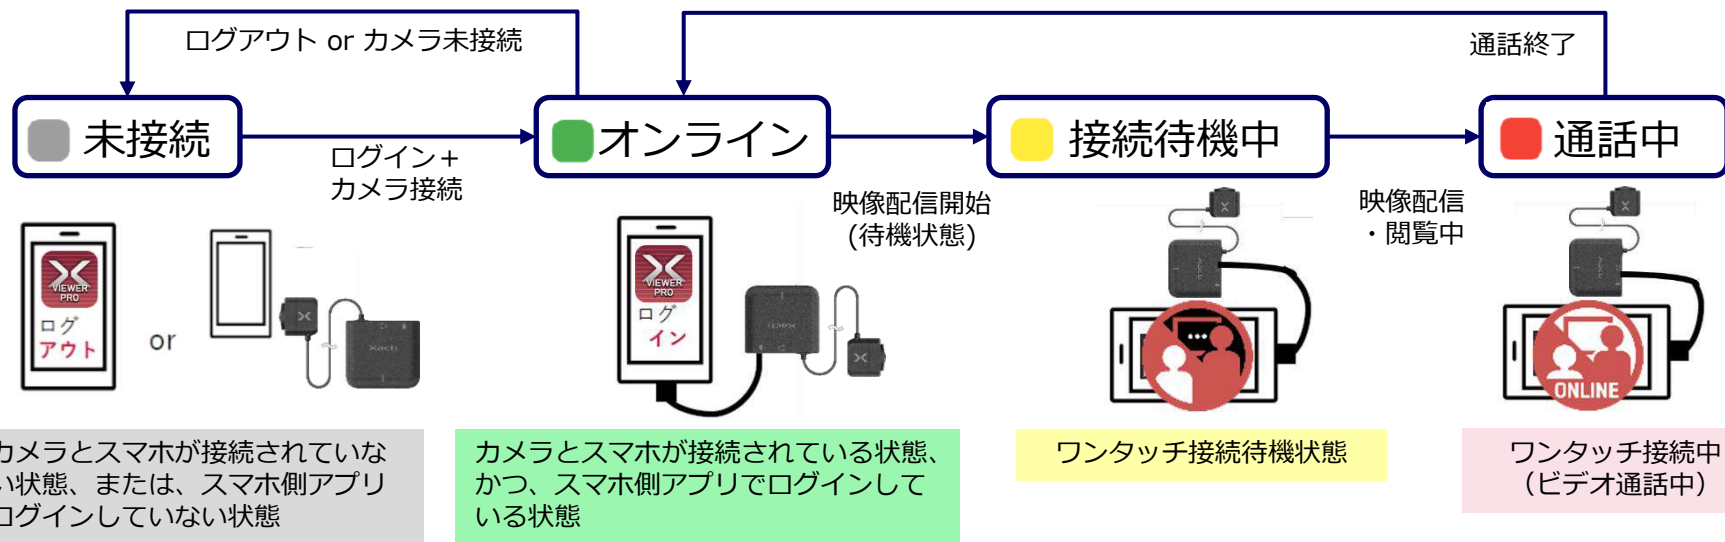 ログアウト or カメラ未接続
通話終了
未接続
オンライン
接続待機中
通話中
ログイン＋
カメラ接続
映像配信開始
(待機状態)
映像配信
・閲覧中
VIEWER
PRO
ログ
アウト
or
Xacti
VIEWER
PRO
ログ
イン
Xacti
ONLINE
カメラとスマホが接続されていな
い状態、または、スマホ側アプリ
ログインしていない状態
カメラとスマホが接続されている状態、
かつ、スマホ側アプリでログインして
いる状態
ワンタッチ接続待機状態
ワンタッチ接続中
（ビデオ通話中）